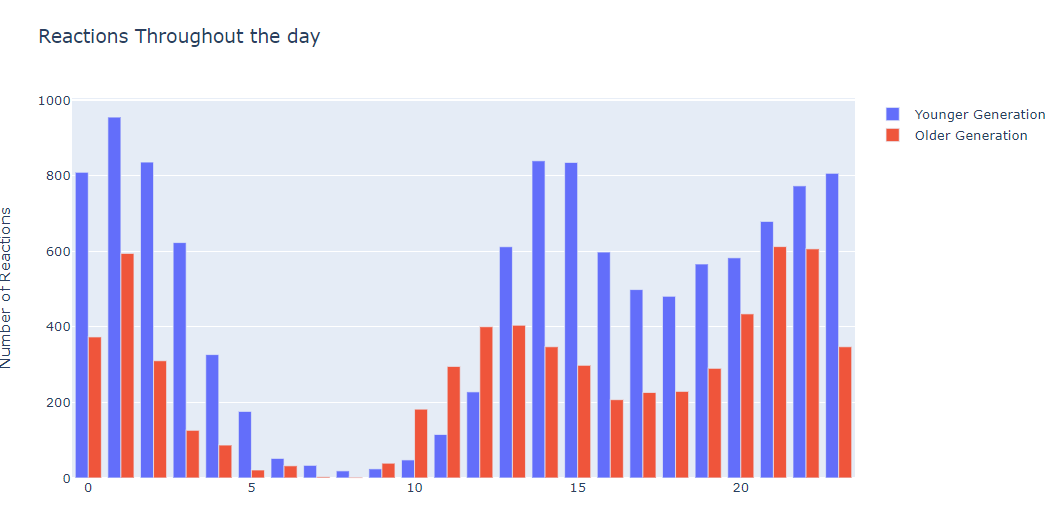 Reactions Throughout the day
Number of Reactions
1000
800
600
400
200
0
0 5 10 15 20
Younger Generation
Older Generation